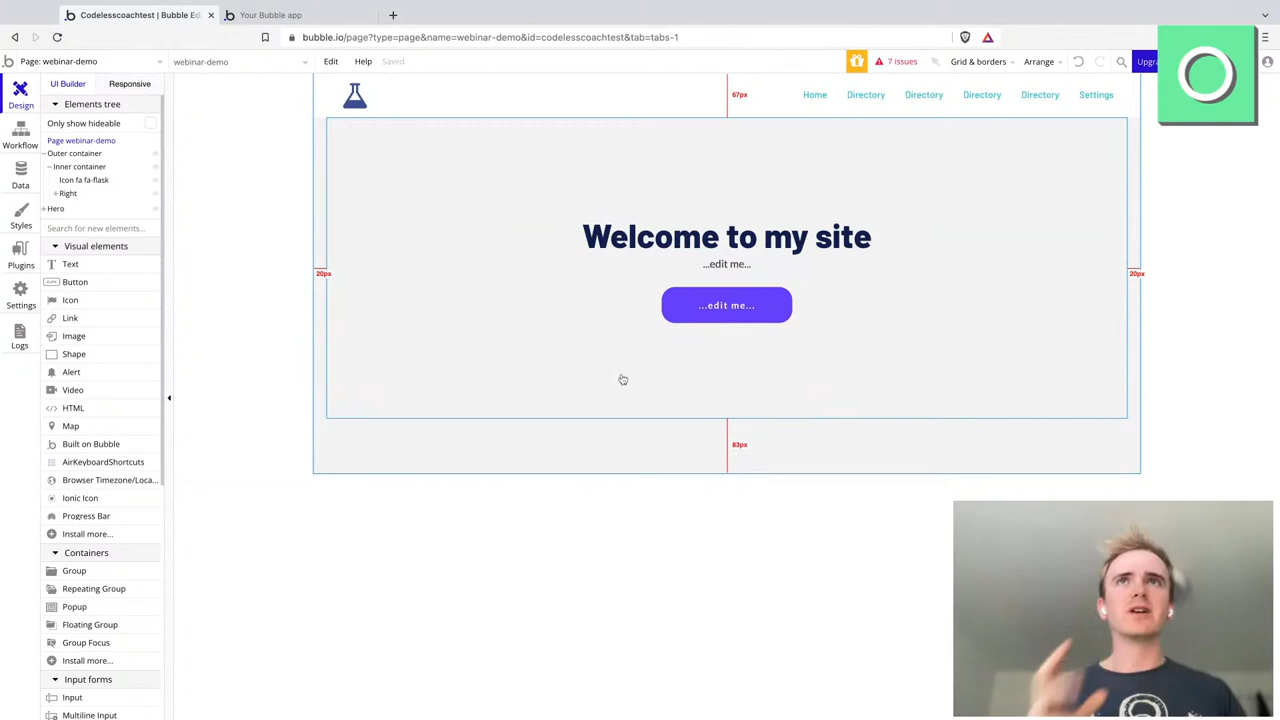 Codelesscoachtest | Bubble Ed
Your Bubble app
bubble.io/page?type=page&name=webinar-demo&id=codelesscoachtest&tab=tabs-1
Page: webinar-demo
webinar-demo
Edit
Help
Saved
7 issues
Grid & borders
Arrange
Upgra
Design
Workflow
Data
Styles
Plugins
Settings
Logs
UI Builder
Responsive
Elements tree
Only show hideable
Page webinar-demo
Outer container
Inner container
Icon fa fa-flask
Right
Hero
Search for new elements...
Visual elements
Text
Button
Icon
Link
Image
Shape
Alert
Video
HTML
Map
Built on Bubble
AirKeyboardShortcuts
Browser Timezone/Loca...
Ionic Icon
Progress Bar
Install more...
Containers
Group
Repeating Group
Popup
Floating Group
Group Focus
Install more...
Input forms
Input
Multiline Input
67px
Home
Directory
Directory
Directory
Directory
Settings
Welcome to my site
...edit me...
...edit me...
20px
20px
83px